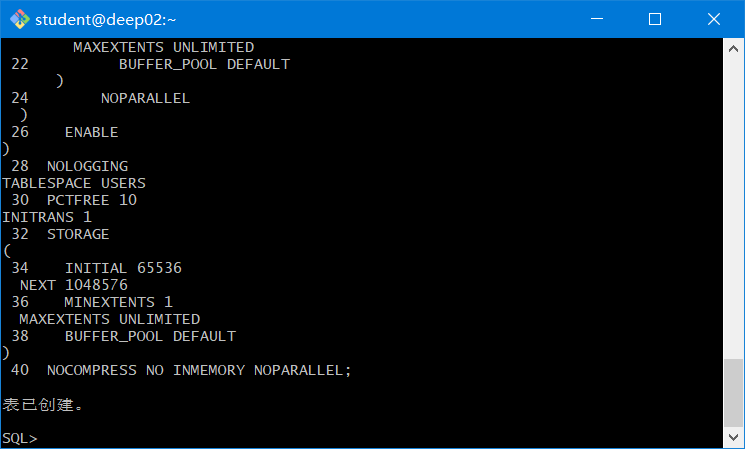 student@deep02:~
MAXEXTENTS UNLIMITED
22 BUFFER_POOL DEFAULT
)
24 NOPARALLEL
)
26 ENABLE
)
28 NOLOGGING
TABLESPACE USERS
30 PCTFREE 10
INITRANS 1
32 STORAGE
(
34 INITIAL 65536
NEXT 1048576
36 MINEXTENTS 1
MAXEXTENTS UNLIMITED
38 BUFFER_POOL DEFAULT
)
40 NOCOMPRESS NO INMEMORY NOPARALLEL;
表已创建。
SQL>